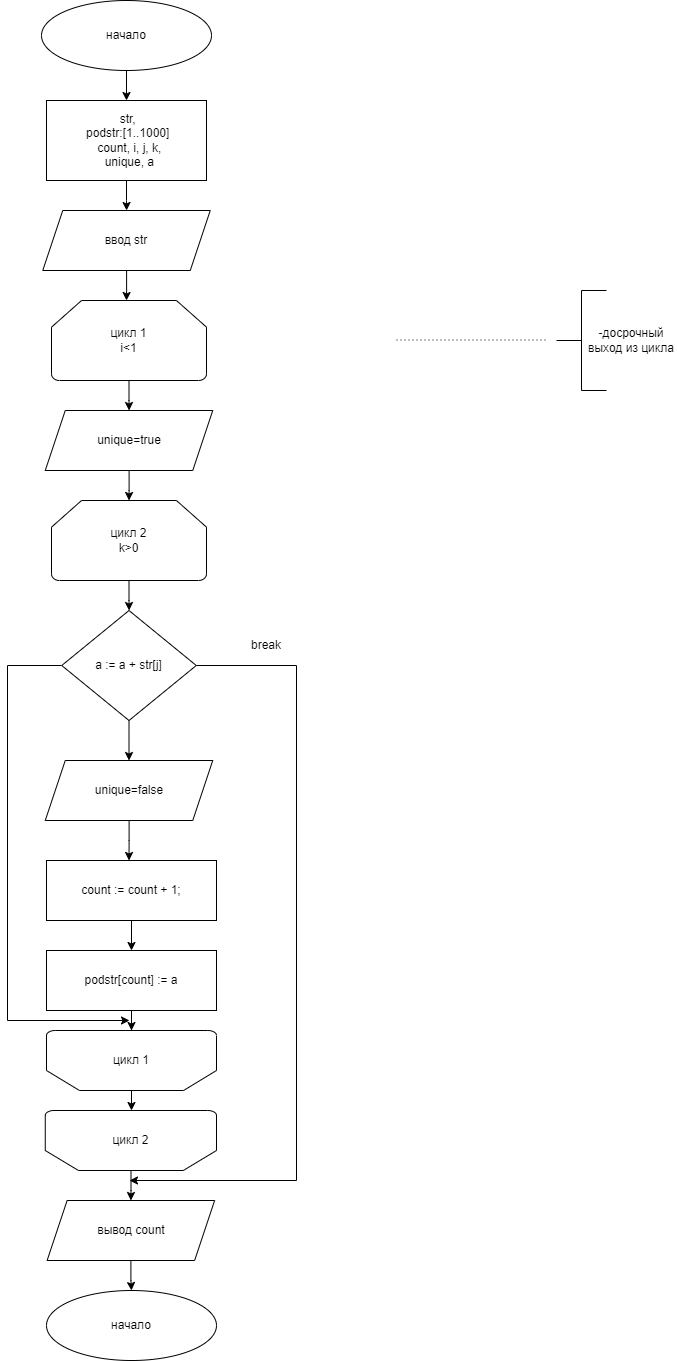 начало
str,
podstr:[1..1000]
count, i, j, k,
unique, a
ввод str
цикл 1
i<1
-досрочный
выход из цикла
unique=true
цикл 2
k>0
break
a := a + str[j]
unique=false
count := count + 1;
podstr[count] := a
цикл 1
цикл 2
вывод count
начало